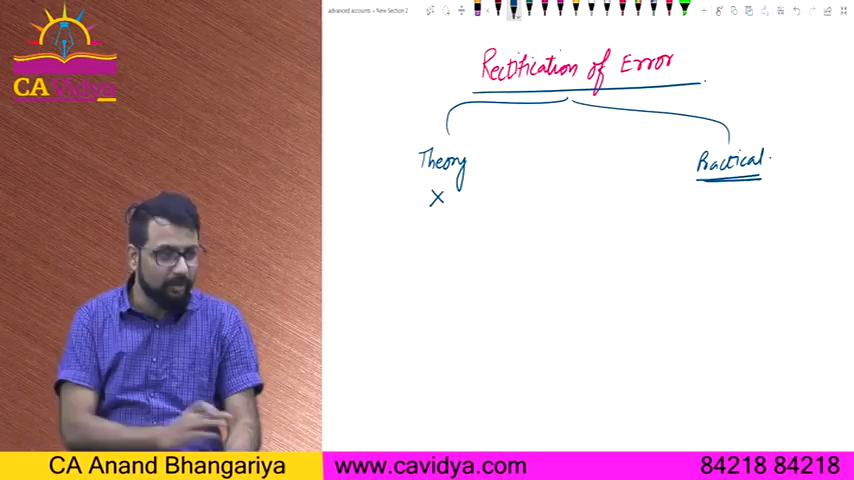 advanced accounts » New Section 2
Rectification of Error
Theory
Practical.
X
CA Vidya
CA Anand Bhangariya
www.cavidya.com
84218 84218